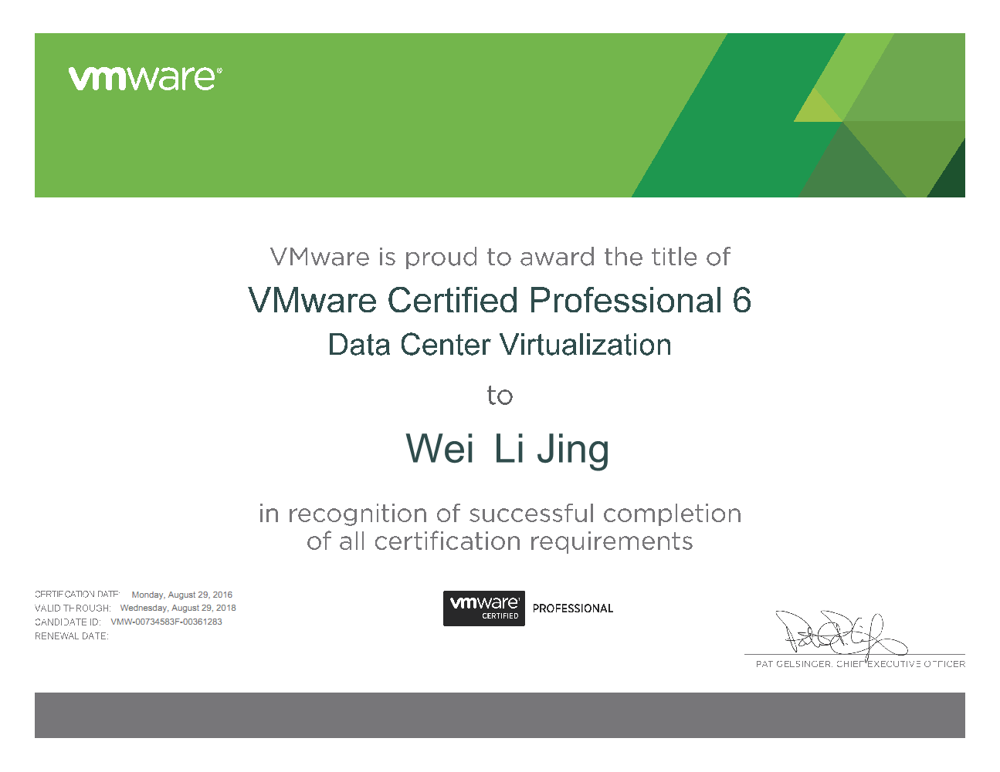 vmware®
VMware is proud to award the title of
VMware Certified Professional 6
Data Center Virtualization
to
Wei Li Jing
in recognition of successful completion
of all certification requirements
CERTIFICATION DATE: Monday, August 29, 2016
VALID THROUGH: Wednesday, August 29, 2018
CANDIDATE ID: VMW-00734583F-00361283
RENEWAL DATE:
vmware®
CERTIFIED
PROFESSIONAL
PAT GELSINGER, CHIEF EXECUTIVE OFFICER